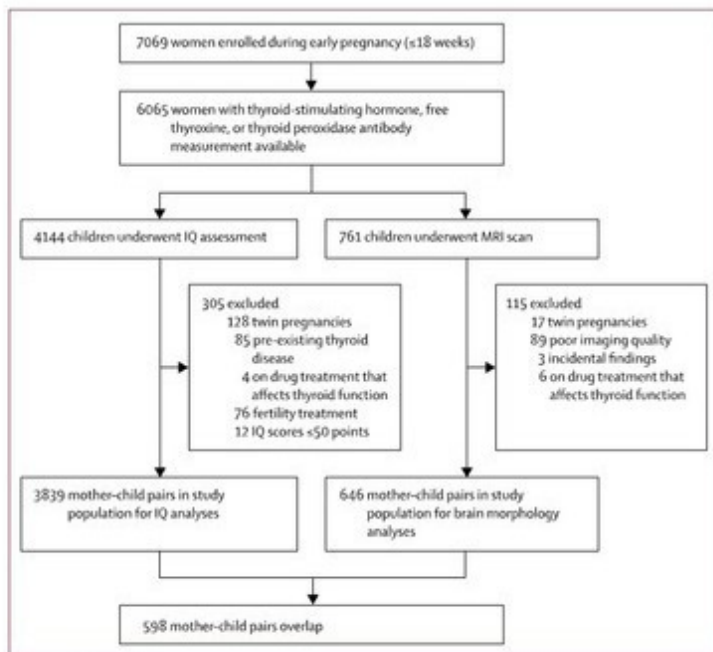 7069 women enrolled during early pregnancy (≤18 weeks)
6065 women with thyroid-stimulating hormone, free
thyroxine, or thyroid peroxidase antibody
measurement available
4144 children underwent IQ assessment
761 children underwent MRI scan
305 excluded
128 twin pregnancies
85 pre-existing thyroid
disease
4 on drug treatment that
affects thyroid function
76 fertility treatment
12 IQ scores ≤50 points
115 excluded
17 twin pregnancies
89 poor imaging quality
3 incidental findings
6 on drug treatment that
affects thyroid function
3839 mother-child pairs in study
population for IQ analyses
646 mother-child pairs in study
population for brain morphology
analyses
598 mother-child pairs overlap